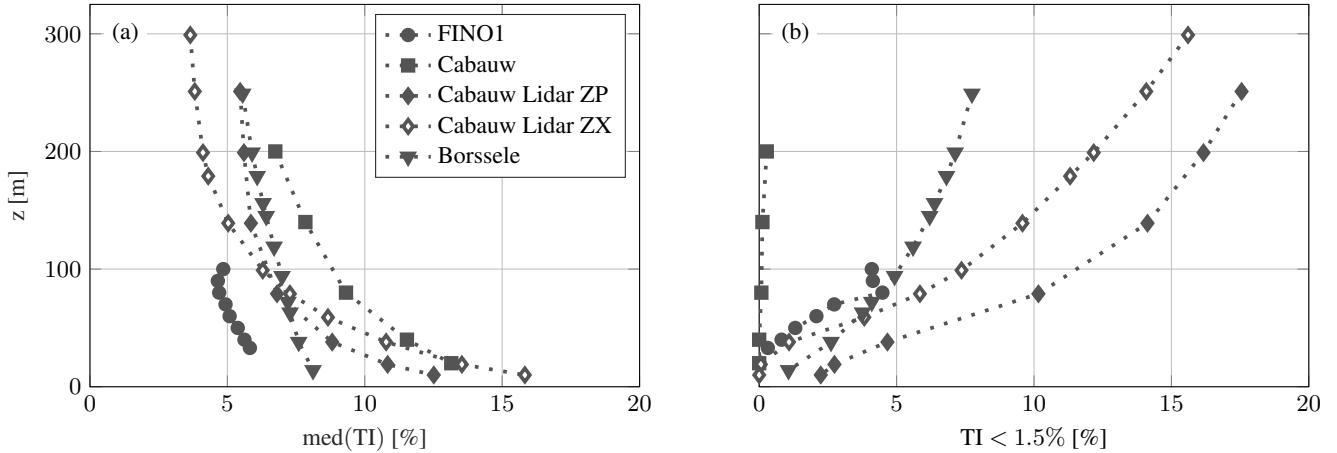 300
200
100
0
z [m]
(a)
FINO1
Cabauw
Cabauw Lidar ZP
Cabauw Lidar ZX
Borssele
0 5 10 15 20
med(TI) [%]
(b)
0 5 10 15 20
TI < 1.5% [%]